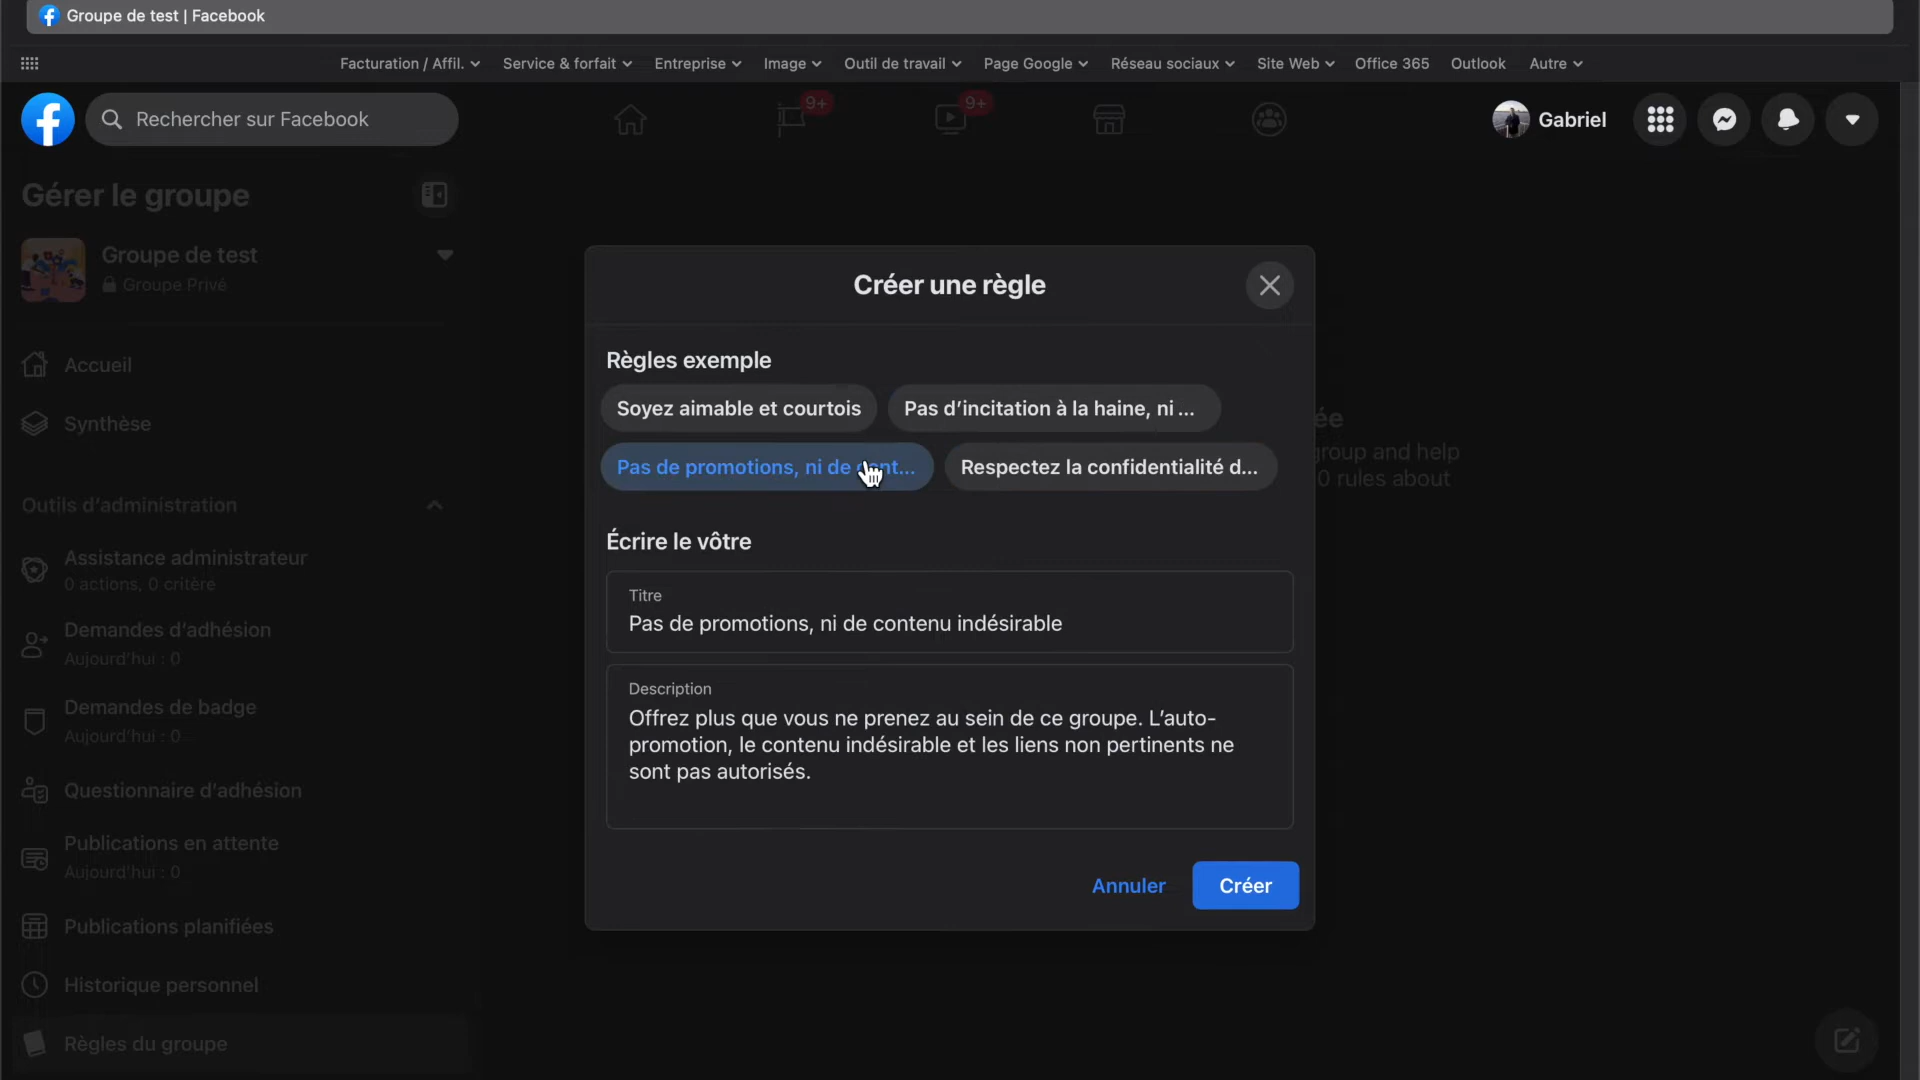 Groupe de test | Facebook
Facturation / Affil. Service & forfait Entreprise Image Outil de travail Page Google Réseau sociaux Site Web Office 365 Outlook Autre
Rechercher sur Facebook
9+
9+
Gabriel
Gérer le groupe
Groupe de test
Groupe Privé
Accueil
Synthèse
Outils d'administration
Assistance administrateur
0 actions, 0 critère
Demandes d'adhésion
Aujourd'hui : 0
Demandes de badge
Aujourd'hui : 0
Questionnaire d'adhésion
Publications en attente
Aujourd'hui : 0
Publications planifiées
Historique personnel
Règles du groupe
Créer une règle
Règles exemple
Soyez aimable et courtois
Pas d'incitation à la haine, ni ...
Pas de promotions, ni de
Respectez la confidentialité d...
Écrire le vôtre
Titre
Pas de promotions, ni de contenu indésirable
Description
Offrez plus que vous ne prenez au sein de ce groupe. L'auto-
promotion, le contenu indésirable et les liens non pertinents ne
sont pas autorisés.
Annuler
Créer
group and help
0 rules about